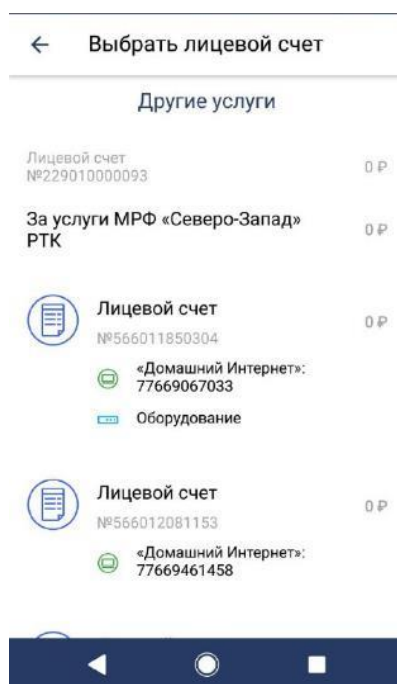 Выбрать лицевой счет
Другие услуги
Лицевой счет 0 ₽
№229010000093
За услуги МРФ «Северо-Запад» 0 ₽
РТК
Лицевой счет 0 ₽
№566011850304
«Домашний Интернет»:
77669067033
Оборудование
Лицевой счет 0 ₽
№566012081153
«Домашний Интернет»:
77669461458